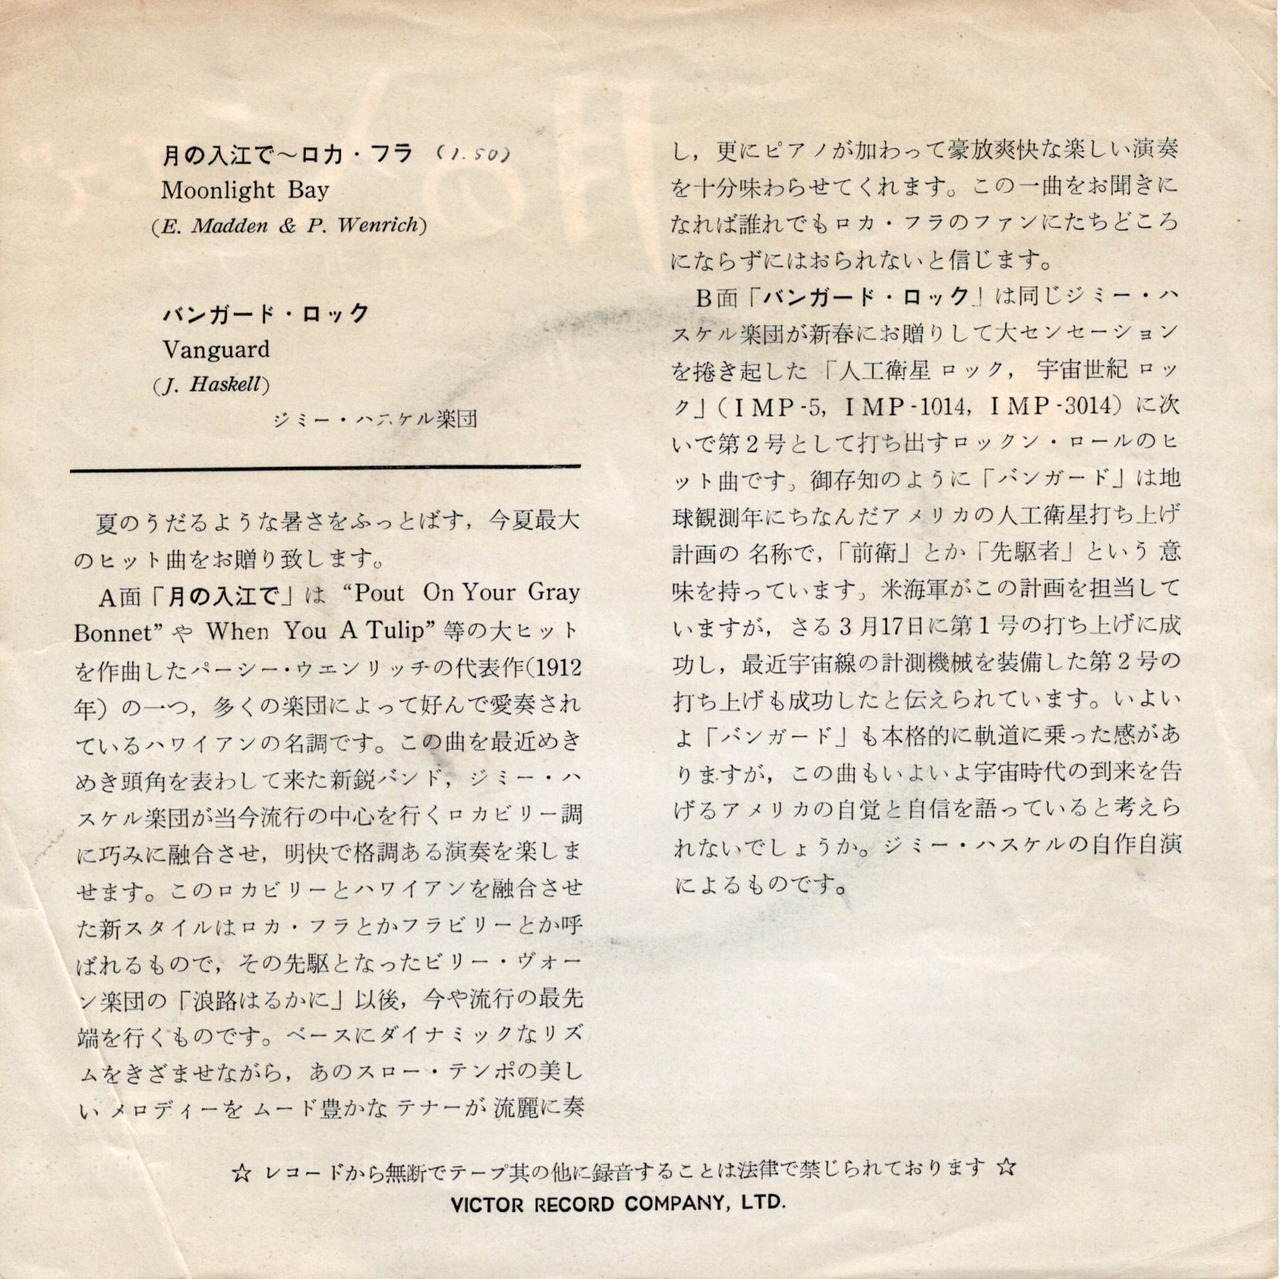 月の入江で～ロカ・フラ (1.50)
Moonlight Bay
(E. Madden & P. Wenrich)
バンガード・ロック
Vanguard
(J. Haskell)
ジミー・ハスケル楽団
夏のうだるような暑さをふっとばす，今夏最大
のヒット曲をお贈り致します。
A面「月の入江で」は “Pout On Your Gray
Bonnet” や When You A Tulip” 等の大ヒット
を作曲したパーシー・ウエンリッチの代表作(1912
年）の一つ，多くの楽団によって好んで愛奏され
ているハワイアンの名調です。この曲を最近めき
めき頭角を表わして来た新鋭バンド，ジミー・ハ
スケル楽団が当今流行の中心を行くロカビリー調
に巧みに融合させ，明快で格調ある演奏を楽しま
せます。このロカビリーとハワイアンを融合させ
た新スタイルはロカ・フラとかフラビリーとか呼
ばれるもので，その先駆となったビリー・ヴォー
ン楽団の「浪路はるかに」以後，今や流行の最先
端を行くものです。ベースにダイナミックなリズ
ムをきざませながら，あのスロー・テンポの美し
い メロディーを ムード豊かな テナーが 流麗に奏
し，更にピアノが加わって豪放爽快な楽しい演奏
を十分味わらせてくれます。この一曲をお聞きに
なれば誰れでもロカ・フラのファンにたちどころ
にならずにはおられないと信じます。
B面「バンガード・ロック」は同じジミー・ハ
スケル楽団が新春にお贈りして大センセーション
を捲き起した「人工衛星 ロック， 宇宙世紀 ロッ
ク」（IMP-5, IMP-1014, IMP-3014）に次
いで第２号として打ち出すロックン・ロールのヒ
ット曲です。御存知のように「バンガード」は地
球観測年にちなんだアメリカの人工衛星打ち上げ
計画の 名称で，「前衛」とか「先駆者」という 意
味を持っています。米海軍がこの計画を担当して
いますが，さる３月17日に第１号の打ち上げに成
功し，最近宇宙線の計測機械を装備した第２号の
打ち上げも成功したと伝えられています。いよい
よ「バンガード」も本格的に軌道に乗った感があ
りますが，この曲もいよいよ宇宙時代の到来を告
げるアメリカの自覚と自信を語っていると考えら
れないでしょうか。ジミー・ハスケルの自作自演
によるものです。
☆ レコードから無断でテープ其の他に録音することは法律で禁じられております ☆
VICTOR RECORD COMPANY, LTD.